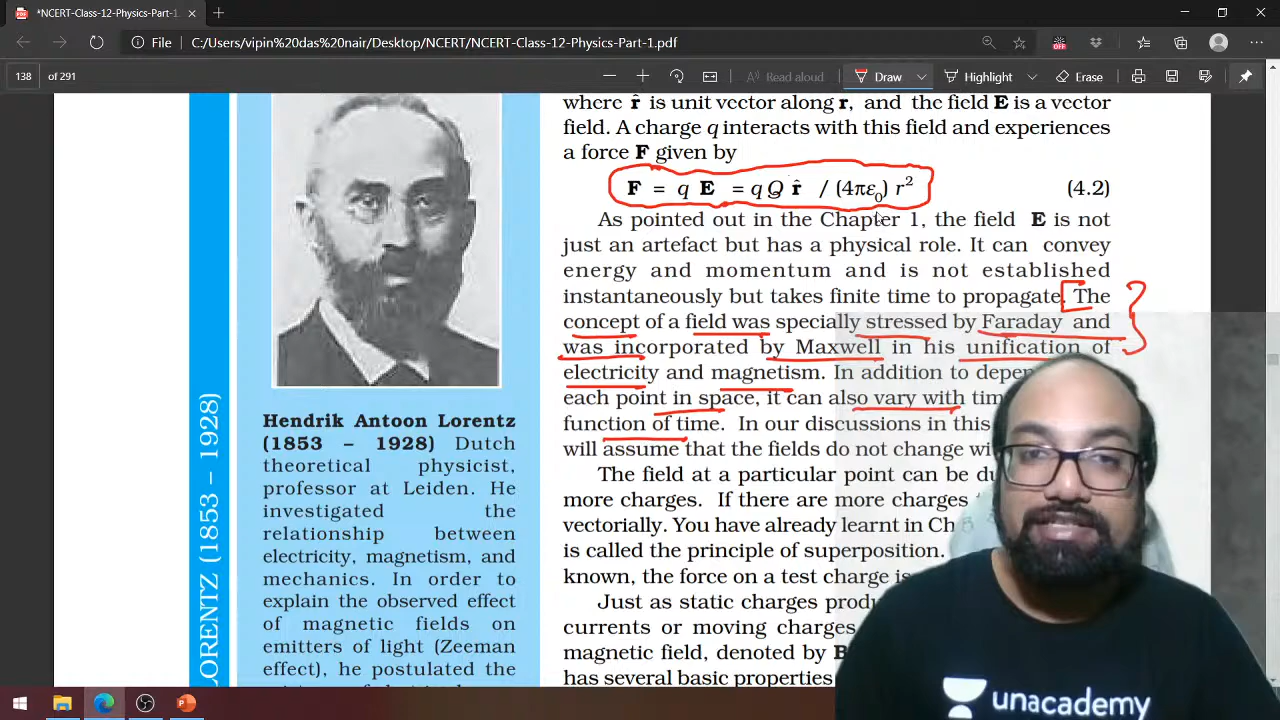 *NCERT-Class-12-Physics-Part-1.
File
C:/Users/vipin%20das%20nair/Desktop/NCERT/NCERT-Class-12-Physics-Part-1.pdf
OFF
138 of 291
Read aloud
Draw
Highlight
Erase
LORENTZ (1853 – 1928)
Hendrik Antoon Lorentz
(1853 – 1928) Dutch
theoretical physicist,
professor at Leiden. He
investigated the
relationship between
electricity, magnetism, and
mechanics. In order to
explain the observed effect
of magnetic fields on
emitters of light (Zeeman
effect), he postulated the
where r̂ is unit vector along r, and the field E is a vector
field. A charge q interacts with this field and experiences
a force F given by
F = q E = q Q r̂ / (4πε₀) r² (4.2)
As pointed out in the Chapter 1, the field E is not
just an artefact but has a physical role. It can convey
energy and momentum and is not established
instantaneously but takes finite time to propagate. The
concept of a field was specially stressed by Faraday and
was incorporated by Maxwell in his unification of
electricity and magnetism. In addition to
each point in space, it can also vary with
function of time. In our discussions in this
will assume that the fields do not change
The field at a particular point can be
more charges. If there are more charges
vectorially. You have already learnt in
is called the principle of superposition.
known, the force on a test charge is
Just as static charges
currents or moving charges
magnetic field, denoted by
has several basic properties
unacademy